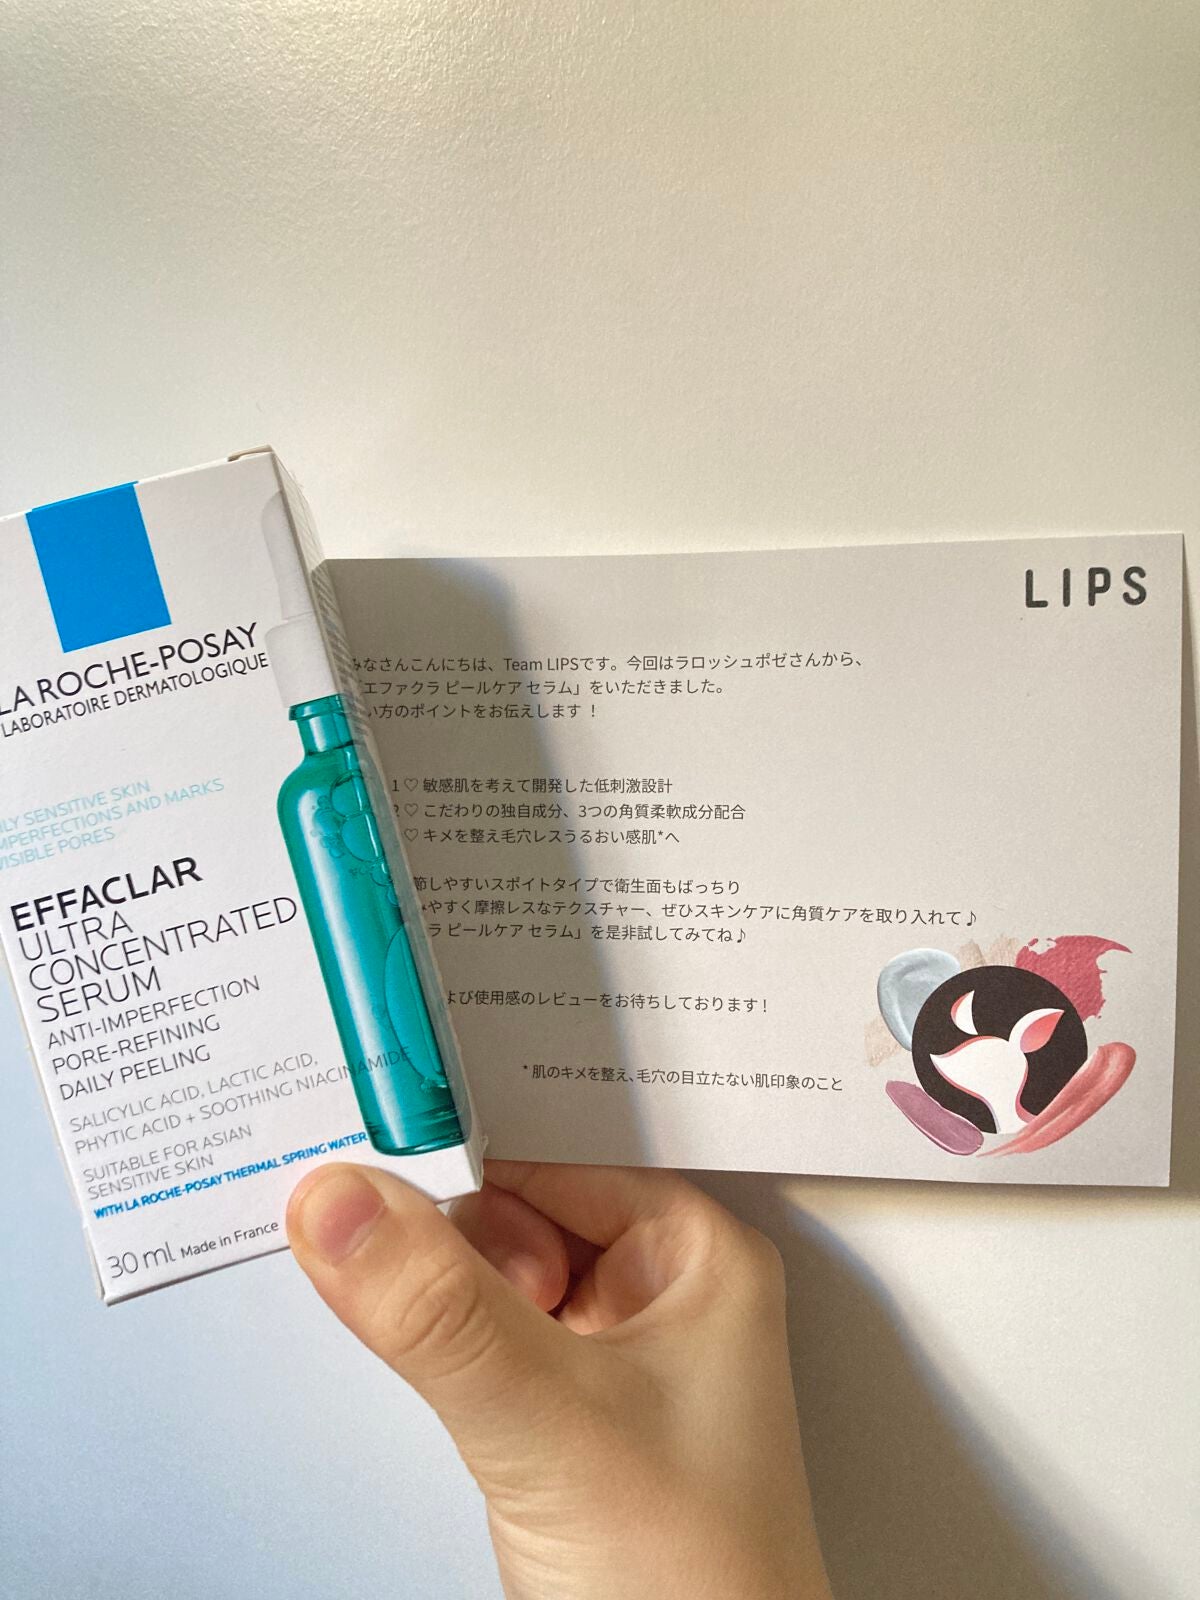 LA ROCHE-POSAY
LABORATOIRE DERMATOLOGIQUE
SENSITIVE SKIN
IMPERFECTIONS AND MARKS
VISIBLE PORES
EFFACLAR
ULTRA
CONCENTRATED
SERUM
ANTI-IMPERFECTION
PORE-REFINING
DAILY PEELING
SALICYLIC ACID, LACTIC ACID,
PHYTIC ACID + SOOTHING NIACINAMIDE
SUITABLE FOR ASIAN
SENSITIVE SKIN
WITH LA ROCHE-POSAY THERMAL SPRING WATER
30 ml Made in France
LIPS
みなさんこんにちは、Team LIPSです。今回はラロッシュポゼさんから、
「エファクラ ピールケア セラム」をいただきました。
い方のポイントをお伝えします！
1 ♡ 敏感肌を考えて開発した低刺激設計
2 ♡ こだわりの独自成分、3つの角質柔軟成分配合
♡ キメを整え毛穴レスうるおい感肌*へ
節しやすいスポイトタイプで衛生面もばっちり
みやすく摩擦レスなテクスチャー、ぜひスキンケアに角質ケアを取り入れて♪
ラ ピールケア セラム」を是非試してみてね♪
よび使用感のレビューをお待ちしております！
*肌のキメを整え、毛穴の目立たない肌印象のこと